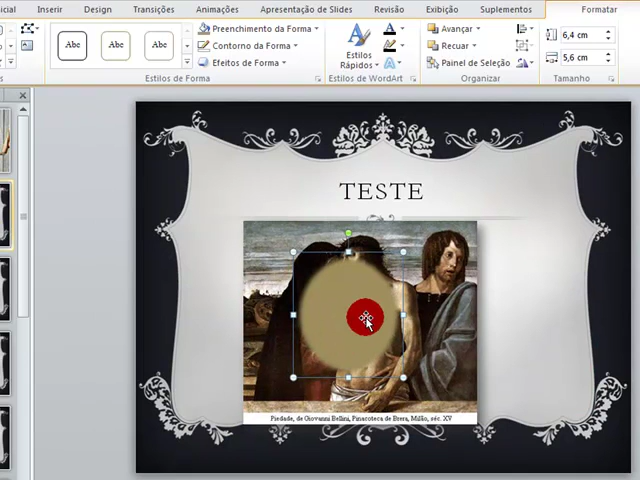 Inserir Design Transições Animações Apresentação de Slides Revisão Exibição Suplementos Formatar
Abc Abc Abc
Preenchimento da Forma
Contorno da Forma
Efeitos de Forma
Estilos
Rápidos
Avançar
Recuar
Painel de Seleção
6,4 cm
5,6 cm
Estilos de Forma Estilos de WordArt Organizar Tamanho
TESTE
Piedade, de Giovanni Bellini, Pinacoteca de Brera, Milão, séc. XV